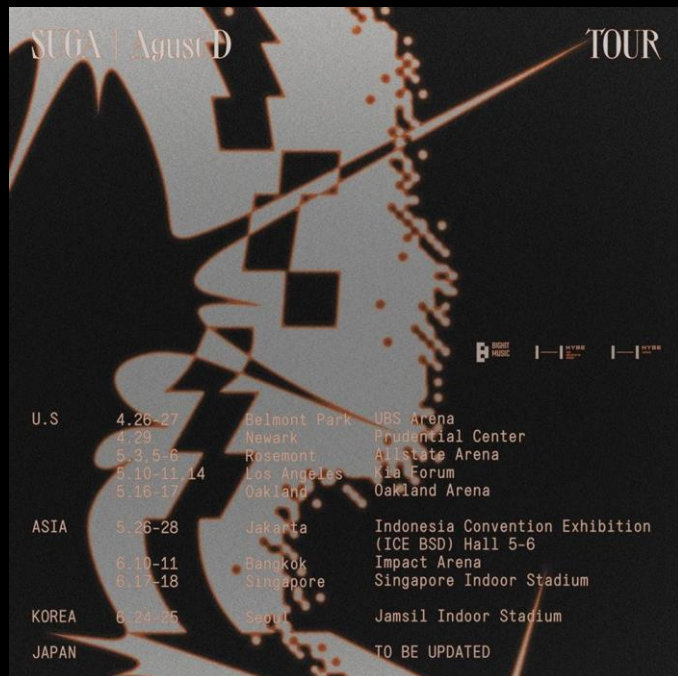 SUGA | Agust D TOUR
BIGHIT MUSIC HYBE HYBE
U.S 4.26-27 Belmont Park UBS Arena
4.29 Newark Prudential Center
5.3,5-6 Rosemont Allstate Arena
5.10-11,14 Los Angeles Kia Forum
5.16-17 Oakland Oakland Arena
ASIA 5.26-28 Jakarta Indonesia Convention Exhibition
(ICE BSD) Hall 5-6
6.10-11 Bangkok Impact Arena
6.17-18 Singapore Singapore Indoor Stadium
KOREA 6.24-25 Seoul Jamsil Indoor Stadium
JAPAN TO BE UPDATED